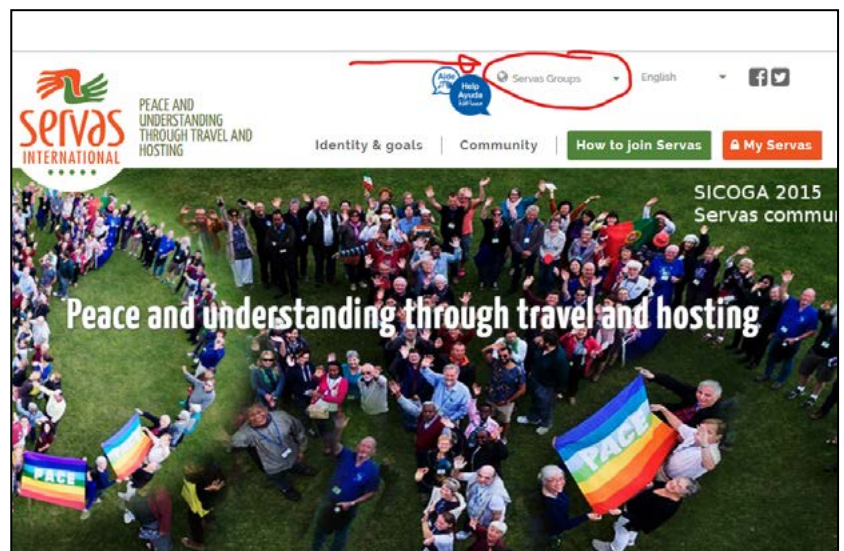 Servas Groups
English
Aide
Help
Ayuda
مساعدة
servas
INTERNATIONAL
PEACE AND
UNDERSTANDING
THROUGH TRAVEL AND
HOSTING
Identity & goals
Community
How to join Servas
My Servas
SICOGA 2015
Servas commu
Peace and understanding through travel and hosting
PACE
PACE
PACE